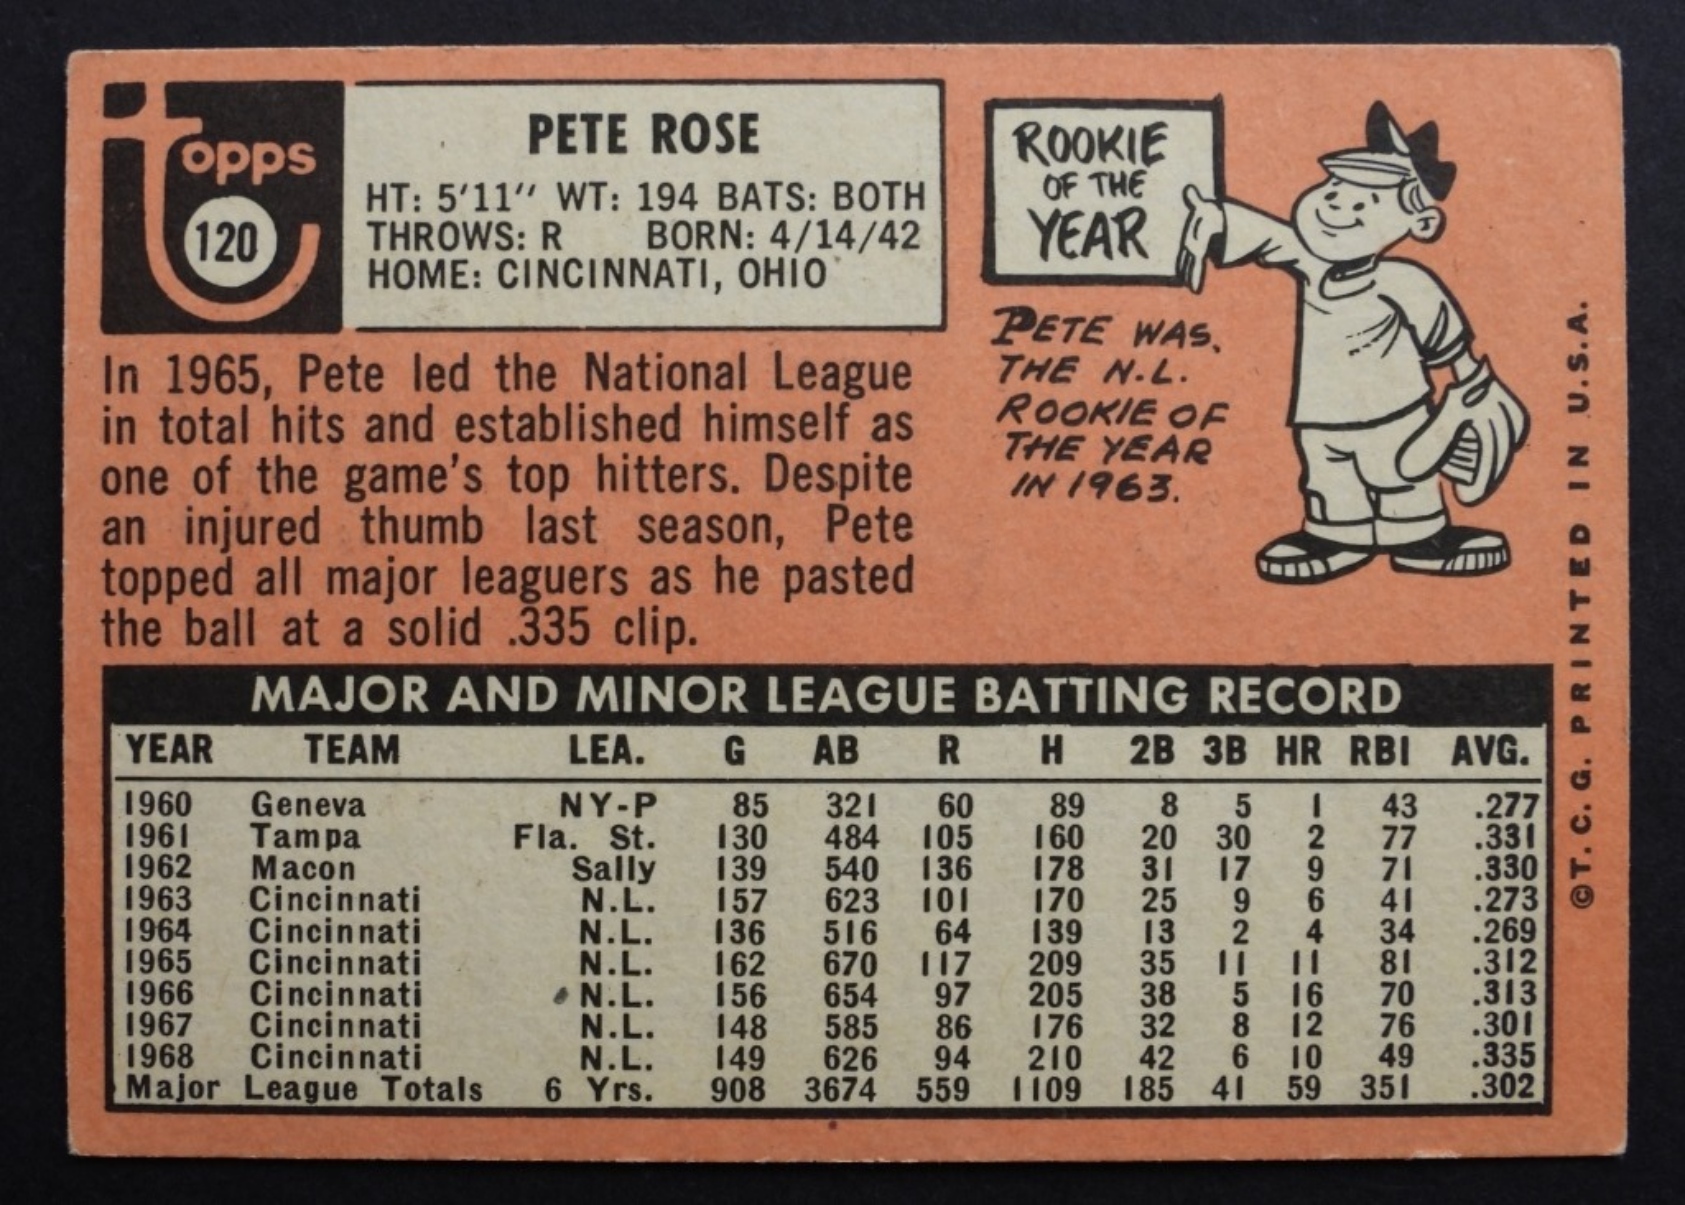 topps
120
PETE ROSE
HT: 5'11" WT: 194 BATS: BOTH
THROWS: R BORN: 4/14/42
HOME: CINCINNATI, OHIO
In 1965, Pete led the National League
in total hits and established himself as
one of the game's top hitters. Despite
an injured thumb last season, Pete
topped all major leaguers as he pasted
the ball at a solid .335 clip.
ROOKIE
OF THE
YEAR
PETE WAS.
THE N.L.
ROOKIE OF
THE YEAR
IN 1963.
MAJOR AND MINOR LEAGUE BATTING RECORD
YEAR TEAM LEA. G AB R H 2B 3B HR RBI AVG.
1960 Geneva NY-P 85 321 60 89 8 5 1 43 .277
1961 Tampa Fla. St. 130 484 105 160 20 30 2 77 .331
1962 Macon Sally 139 540 136 178 31 17 9 71 .330
1963 Cincinnati N.L. 157 623 101 170 25 9 6 41 .273
1964 Cincinnati N.L. 136 516 64 139 13 2 4 34 .269
1965 Cincinnati N.L. 162 670 117 209 35 11 11 81 .312
1966 Cincinnati N.L. 156 654 97 205 38 5 16 70 .313
1967 Cincinnati N.L. 148 585 86 176 32 8 12 76 .301
1968 Cincinnati N.L. 149 626 94 210 42 6 10 49 .335
Major League Totals 6 Yrs. 908 3674 559 1109 185 41 59 351 .302
©T. C. G. PRINTED IN U.S.A.